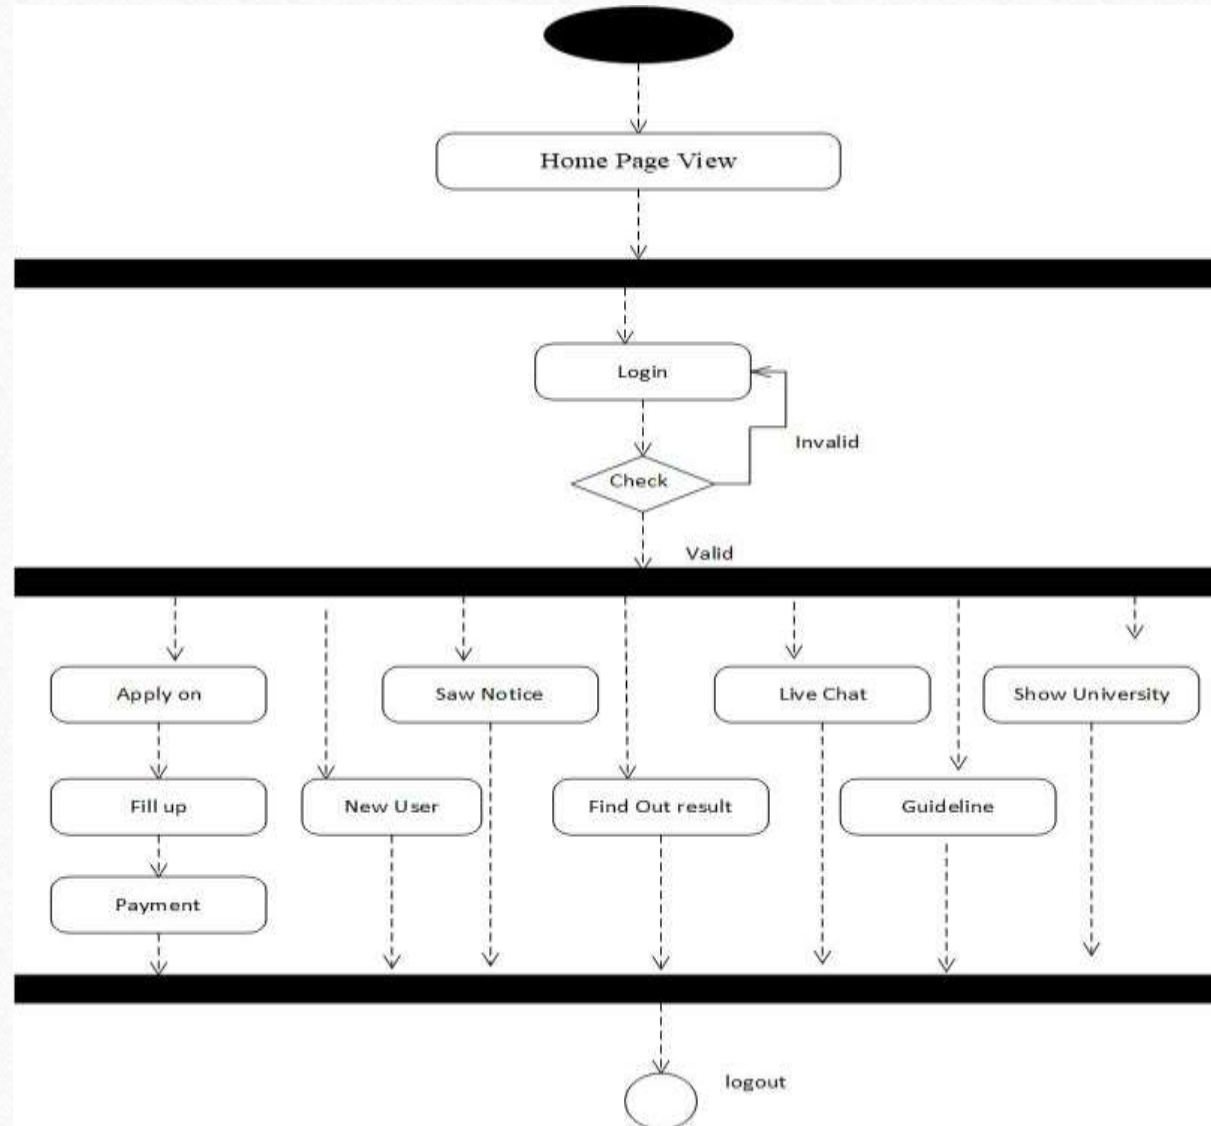 Home Page View
Login
Invalid
Check
Valid
Apply on
Saw Notice
Live Chat
Show University
Fill up
New User
Find Out result
Guideline
Payment
logout